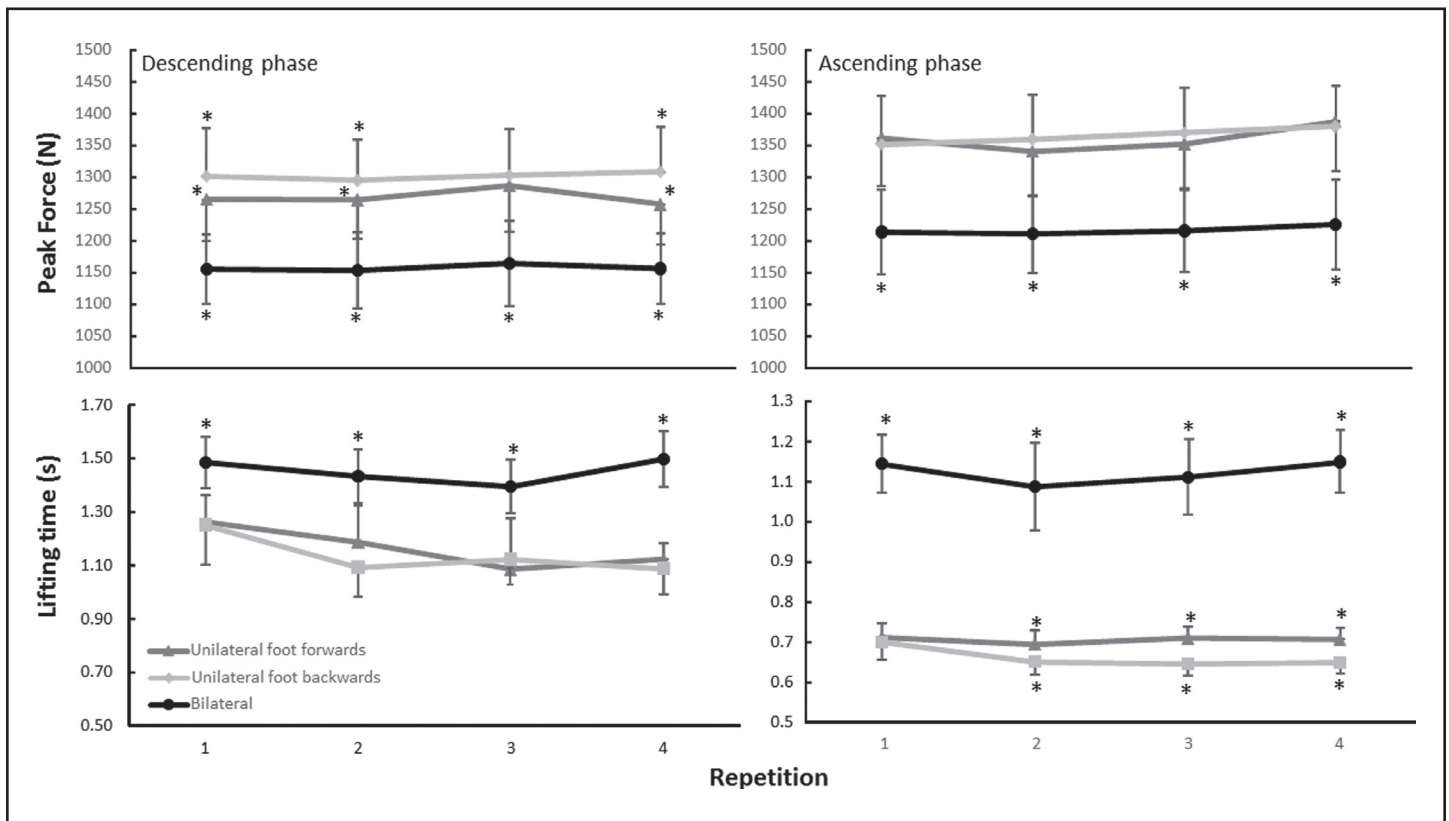 Descending phase
Peak Force (N)
1500
1450
1400
1350
1300
1250
1200
1150
1100
1050
1000
* * *
* * *
* * * *
Ascending phase
1500
1450
1400
1350
1300
1250
1200
1150
1100
1050
1000
* * * *
Lifting time (s)
1.70
1.50
1.30
1.10
0.90
0.70
0.50
* * * *
Unilateral foot forwards
Unilateral foot backwards
Bilateral
1 2 3 4
1.3
1.2
1.1
1.0
0.9
0.8
0.7
0.6
0.5
* * * *
* * *
* * *
1 2 3 4
Repetition